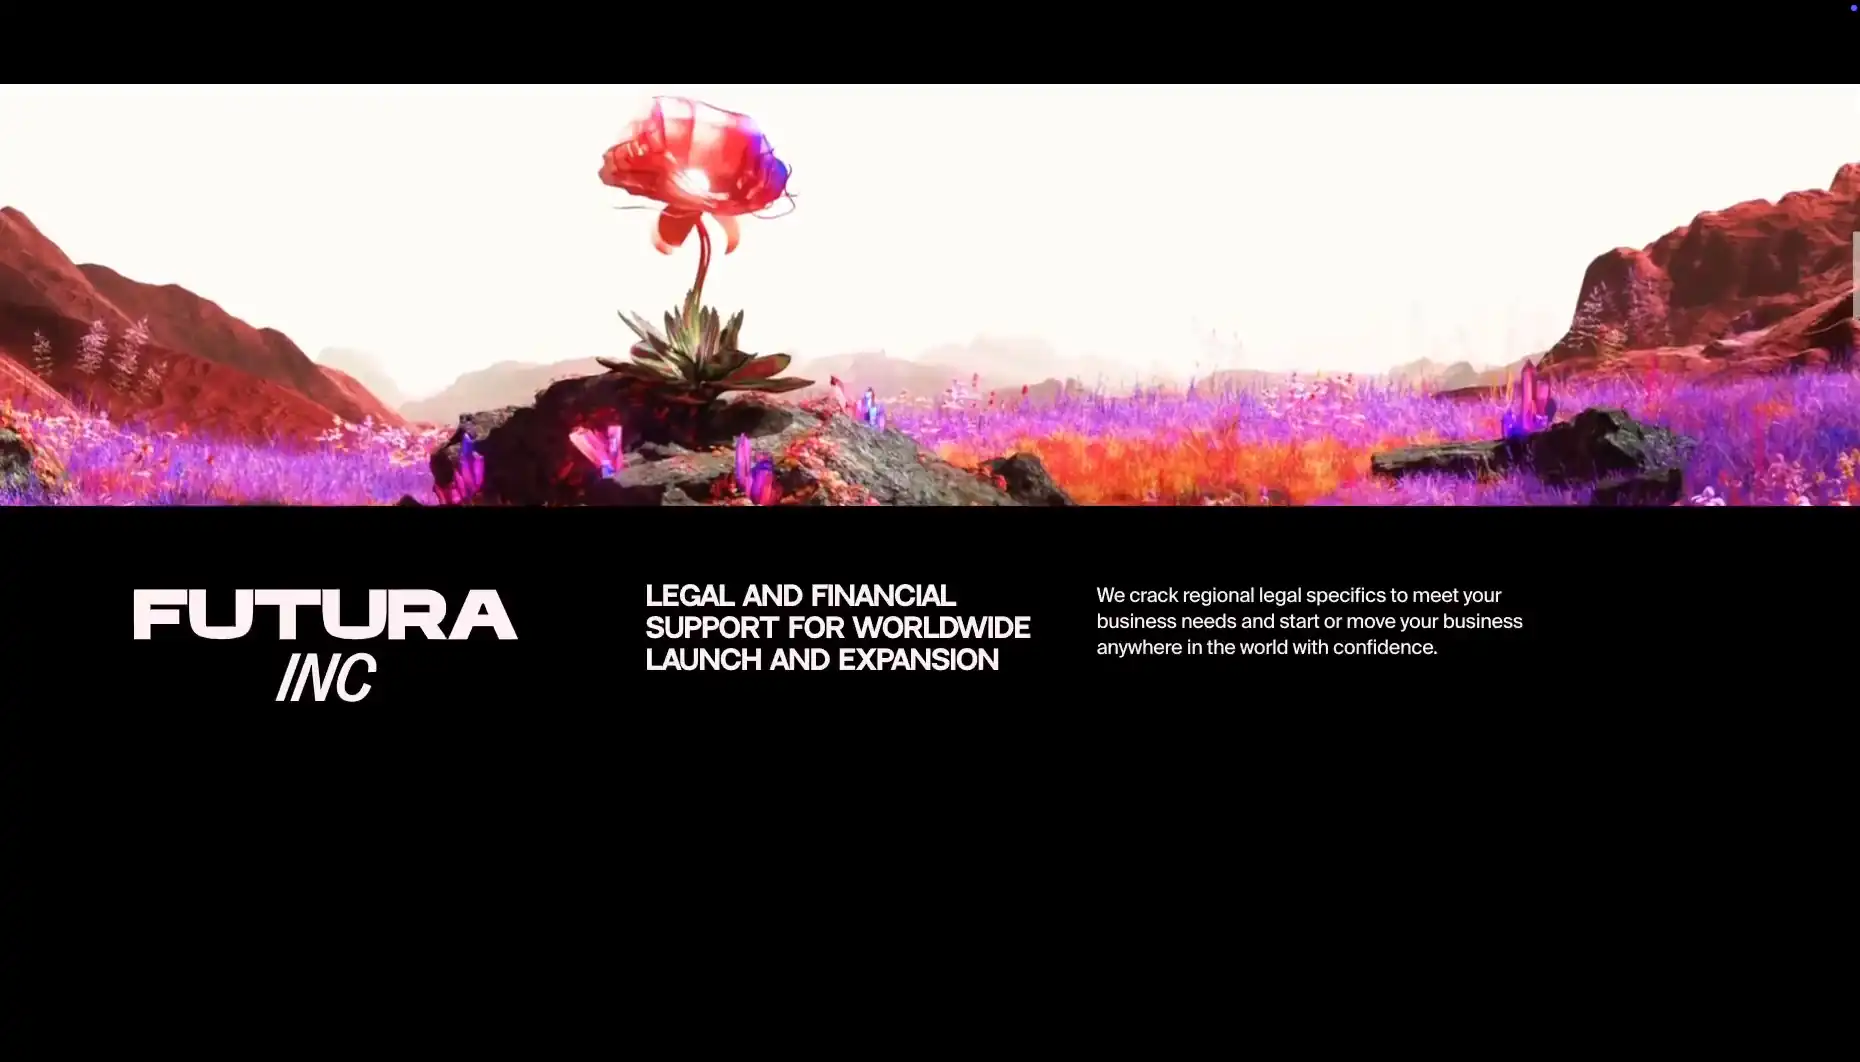 FUTURA
INC
LEGAL AND FINANCIAL
SUPPORT FOR WORLDWIDE
LAUNCH AND EXPANSION
We crack regional legal specifics to meet your
business needs and start or move your business
anywhere in the world with confidence.